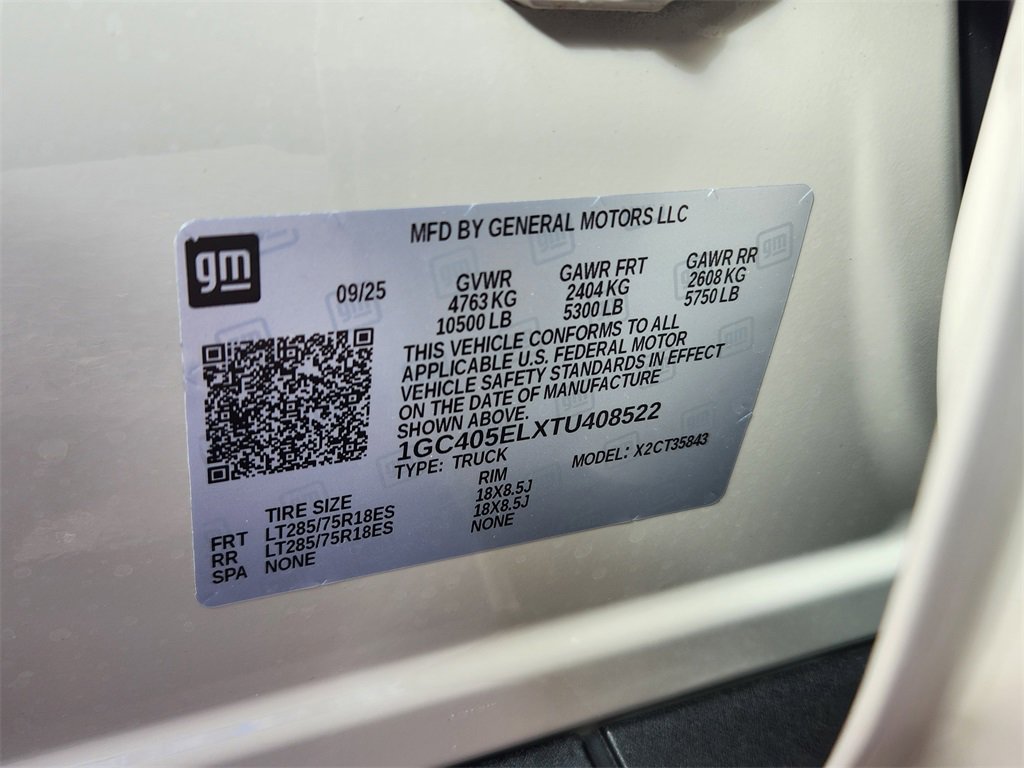 MFD BY GENERAL MOTORS LLC
gm
09/25
GVWR
4763 KG
10500 LB
GAWR FRT
2404 KG
5300 LB
GAWR RR
2608 KG
5750 LB
THIS VEHICLE CONFORMS TO ALL
APPLICABLE U.S. FEDERAL MOTOR
VEHICLE SAFETY STANDARDS IN EFFECT
ON THE DATE OF MANUFACTURE
SHOWN ABOVE.
1GC405ELXTU408522
TYPE: TRUCK
MODEL: X2CT35843
TIRE SIZE
RIM
FRT LT285/75R18ES 18X8.5J
RR LT285/75R18ES 18X8.5J
SPA NONE NONE